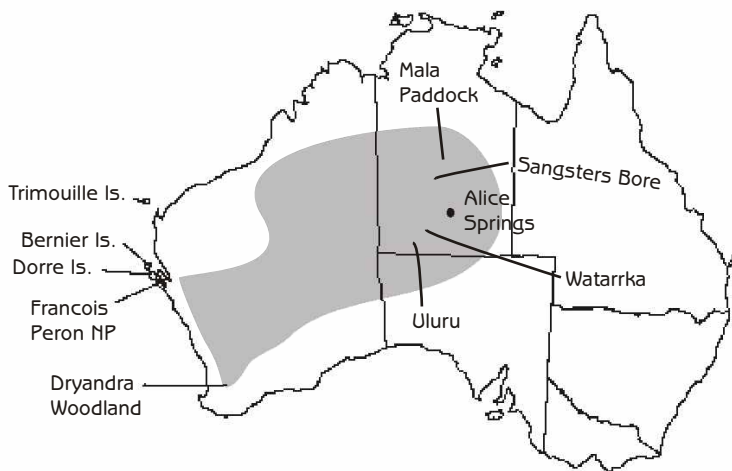 Mala
Paddock
Sangsters Bore
Trimouille Is.
Alice
Springs
Bernier Is.
Dorre Is.
Watarrka
Francois
Peron NP
Uluru
Dryandra
Woodland